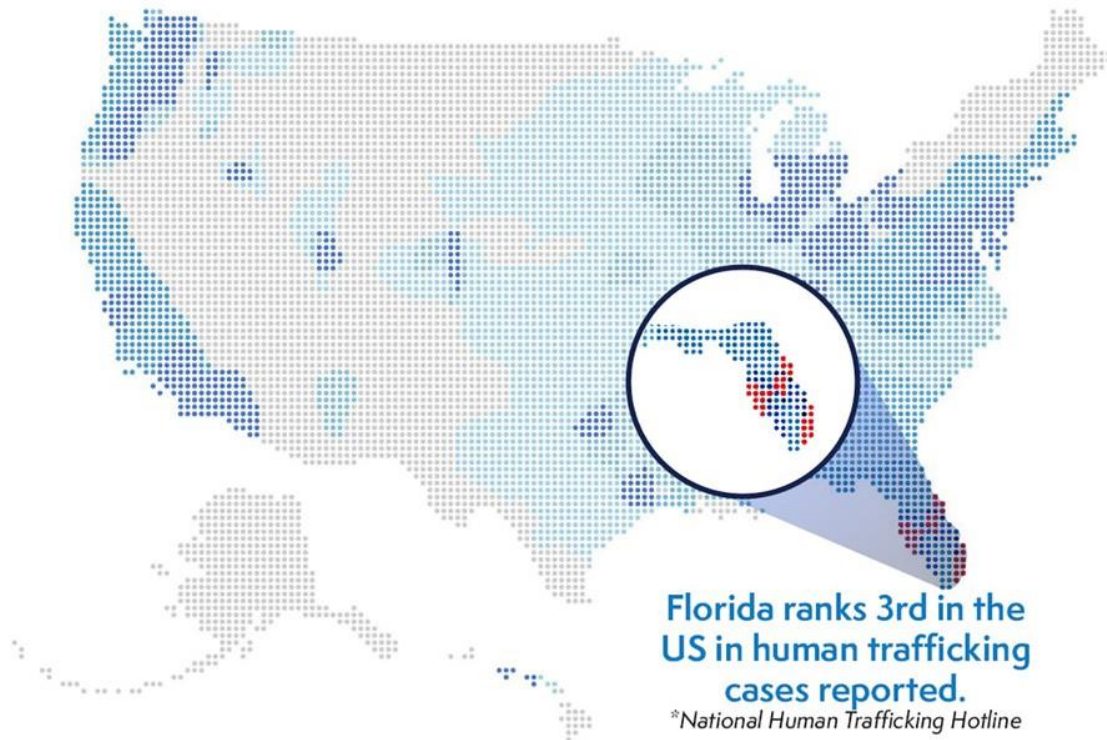 Florida ranks 3rd in the
US in human trafficking
cases reported.
*National Human Trafficking Hotline